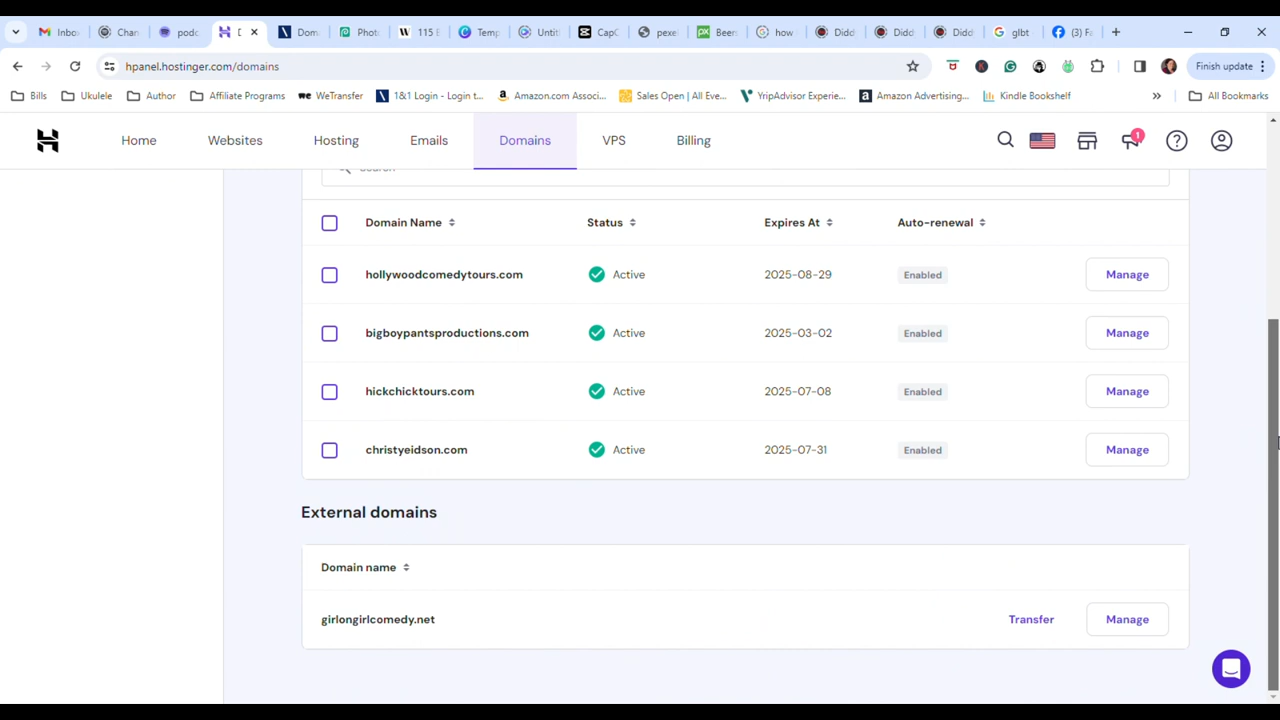 Inbo
Chan
podc
D
Dom
Phot
115
Temp
Untit
CapC
pexe
Beer
how
Didd
Didd
Didd
glbt
(3) Fa
hpanel.hostinger.com/domains
Finish update
Bills
Ukulele
Author
Affiliate Programs
WeTransfer
1&1 Login - Login t...
Amazon.com Associ...
Sales Open | All Eve...
YripAdvisor Experie...
Amazon Advertising...
Kindle Bookshelf
All Bookmarks
Home
Websites
Hosting
Emails
Domains
VPS
Billing
1
Search
Domain Name
Status
Expires At
Auto-renewal
hollywoodcomedytours.com
Active
2025-08-29
Enabled
Manage
bigboypantsproductions.com
Active
2025-03-02
Enabled
Manage
hickchicktours.com
Active
2025-07-08
Enabled
Manage
christyeidson.com
Active
2025-07-31
Enabled
Manage
External domains
Domain name
girlongirlcomedy.net
Transfer
Manage